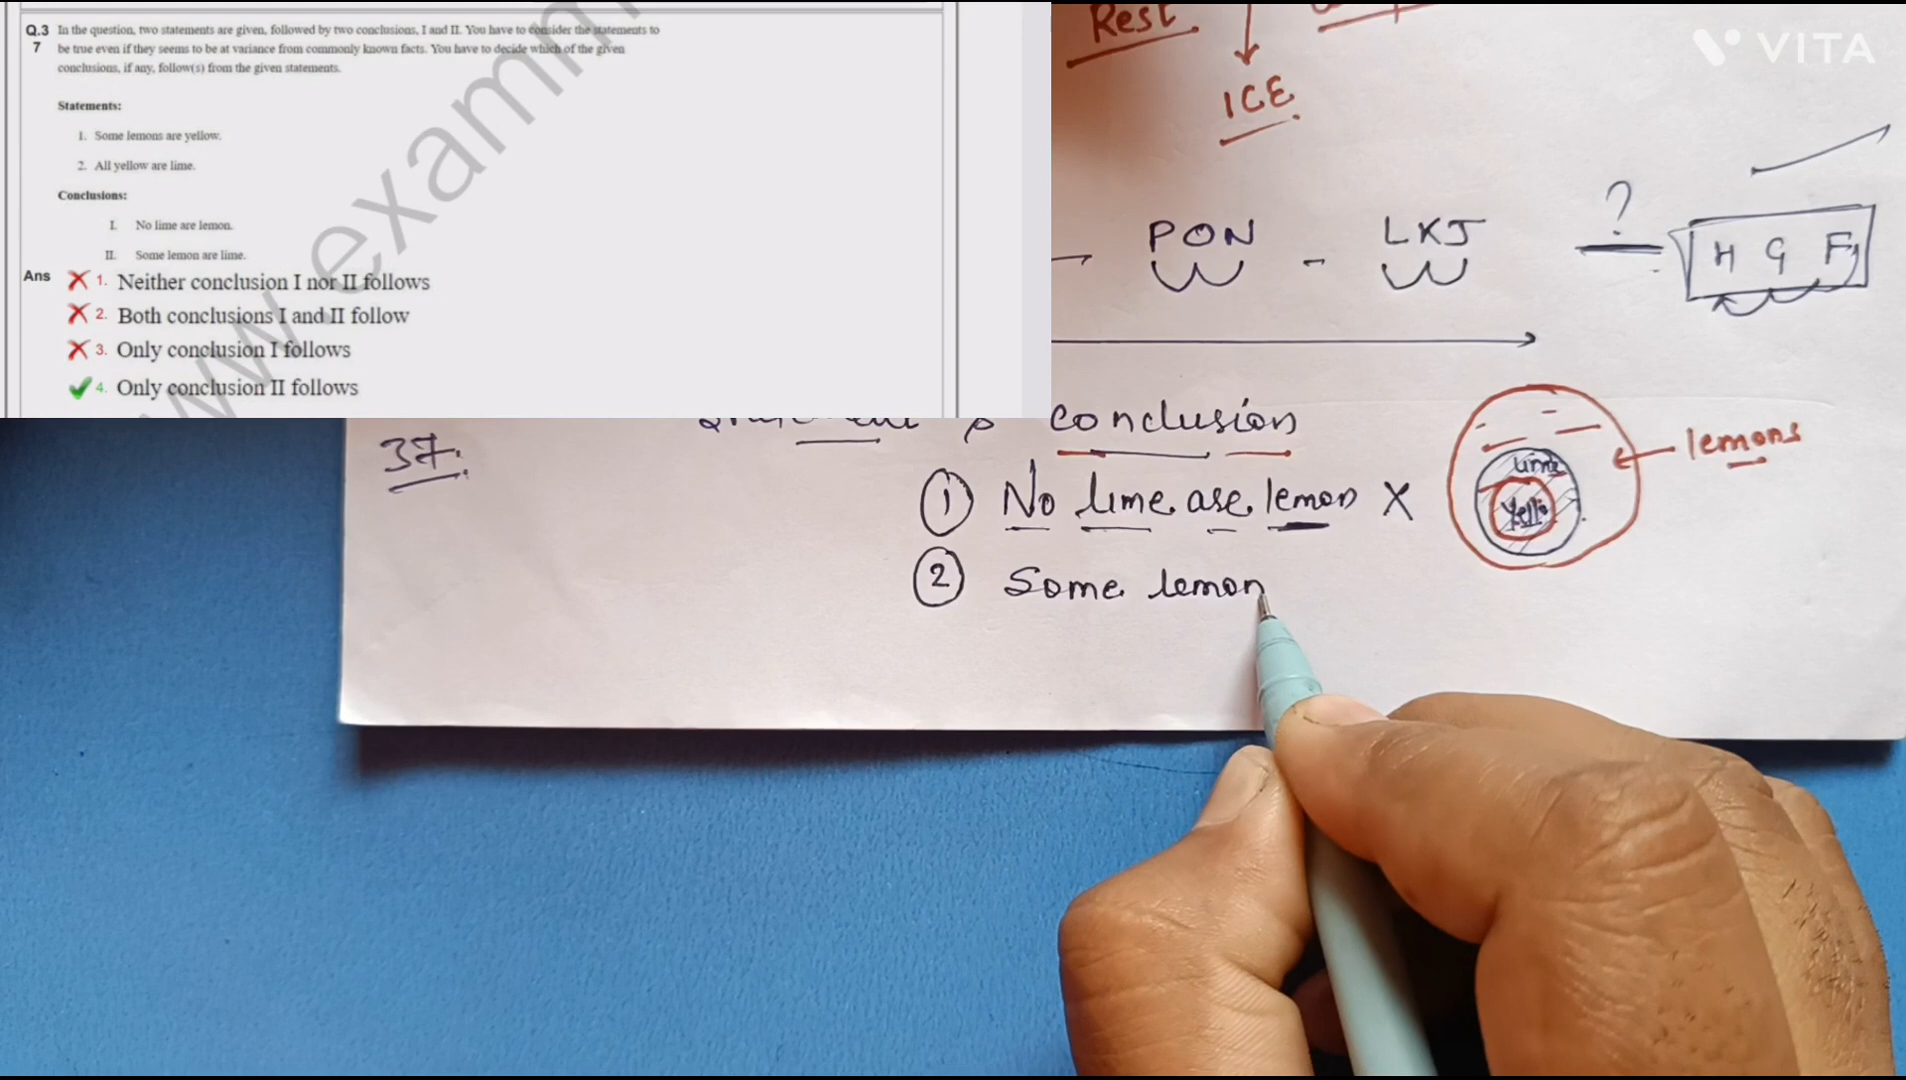 Q.3 In the question, two statements are given, followed by two conclusions, I and II. You have to consider the statements to
7 be true even if they seems to be at variance from commonly known facts. You have to decide which of the given
conclusions, if any, follow(s) from the given statements.
Statements:
1. Some lemons are yellow.
2. All yellow are lime.
Conclusions:
I. No lime are lemon.
II. Some lemon are lime.
Ans 1. Neither conclusion I nor II follows
2. Both conclusions I and II follow
3. Only conclusion I follows
4. Only conclusion II follows
www.exam
VITA
Rest
ICE
- PON - LKJ ? HGF
37.
conclusion
① No lime are lemon X
② Some lemon
lemons
lime